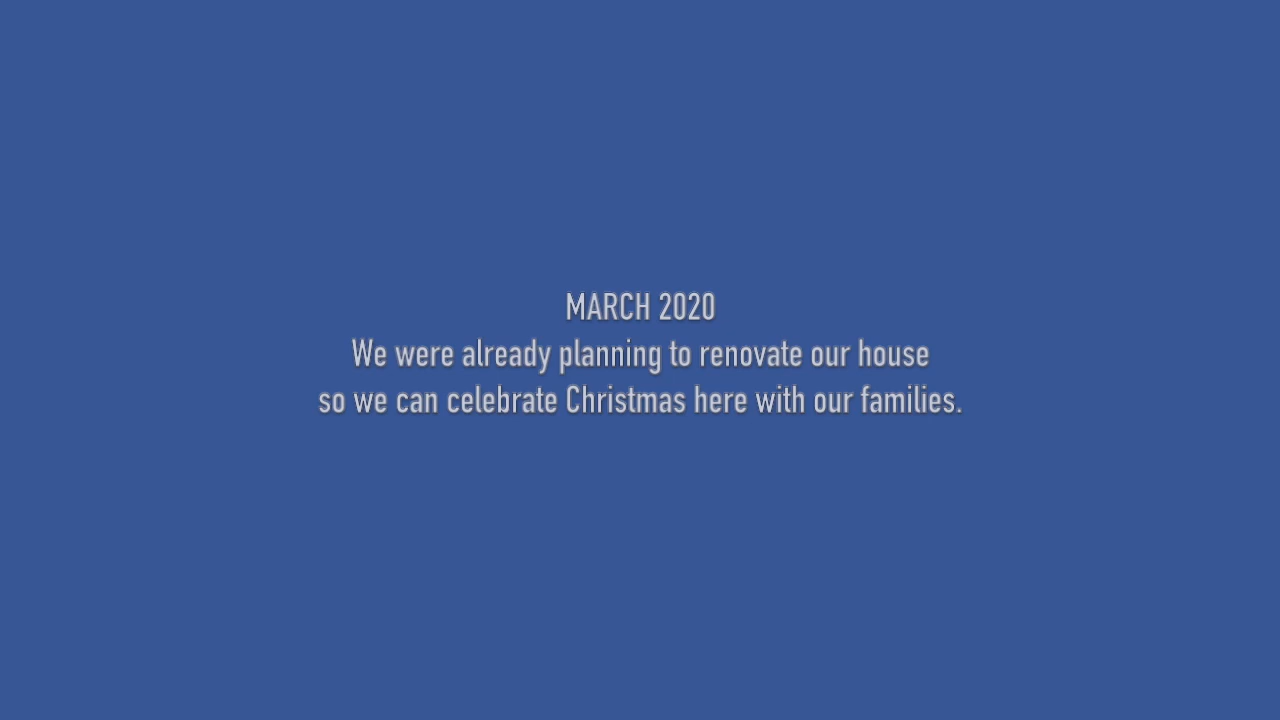 MARCH 2020
We were already planning to renovate our house
so we can celebrate Christmas here with our families.